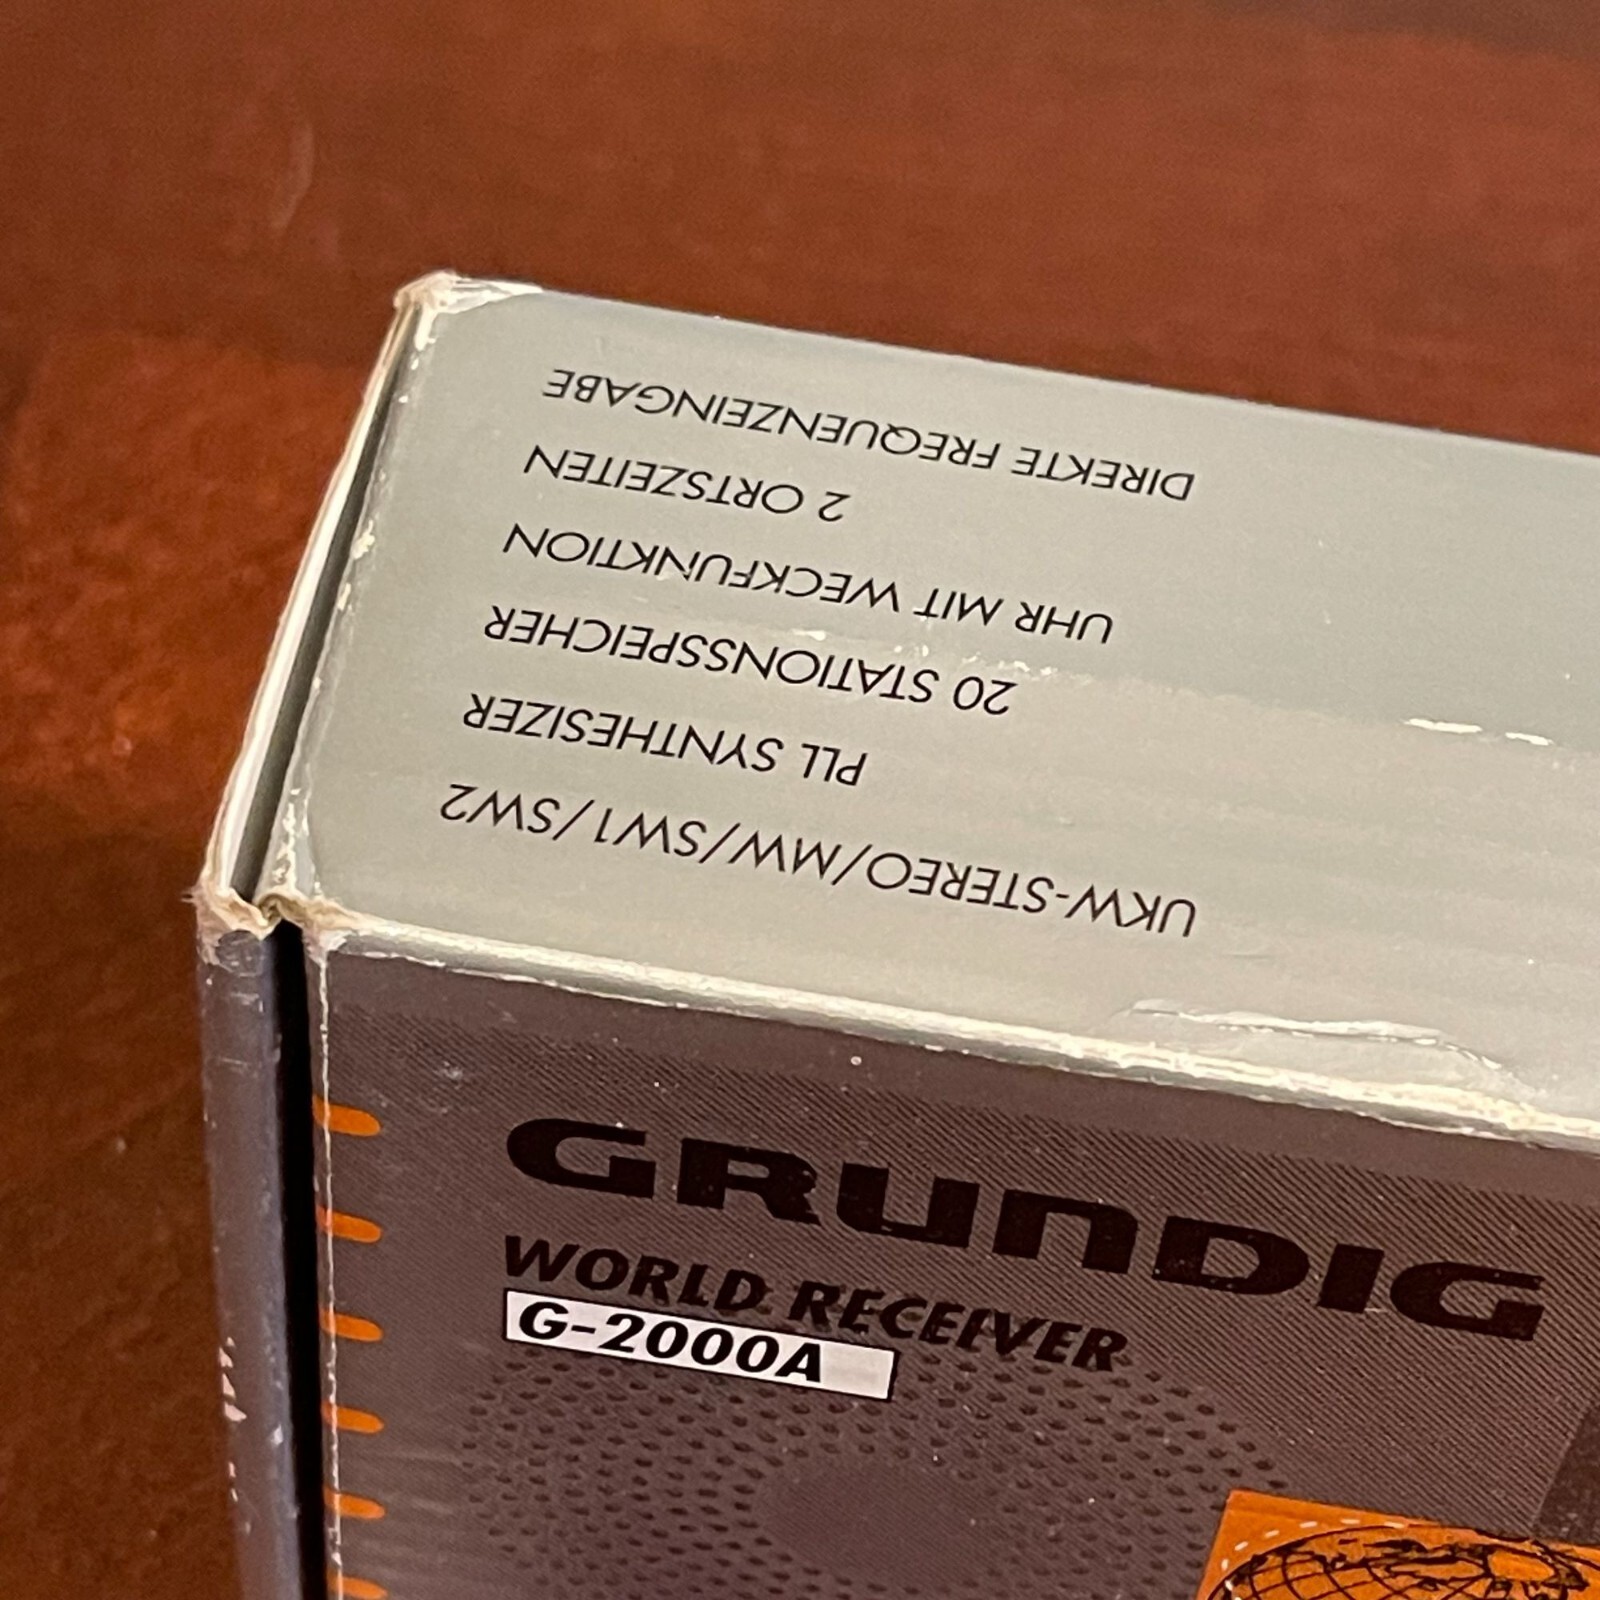 UKW-STEREO/MW/SW1/SW2
PLL SYNTHESIZER
20 STATIONSSPEICHER
UHR MIT WECKFUNKTION
2 ORTSZEITEN
DIREKTE FREQUENZEINGABE
GRUNDIG
WORLD RECEIVER
G-2000A